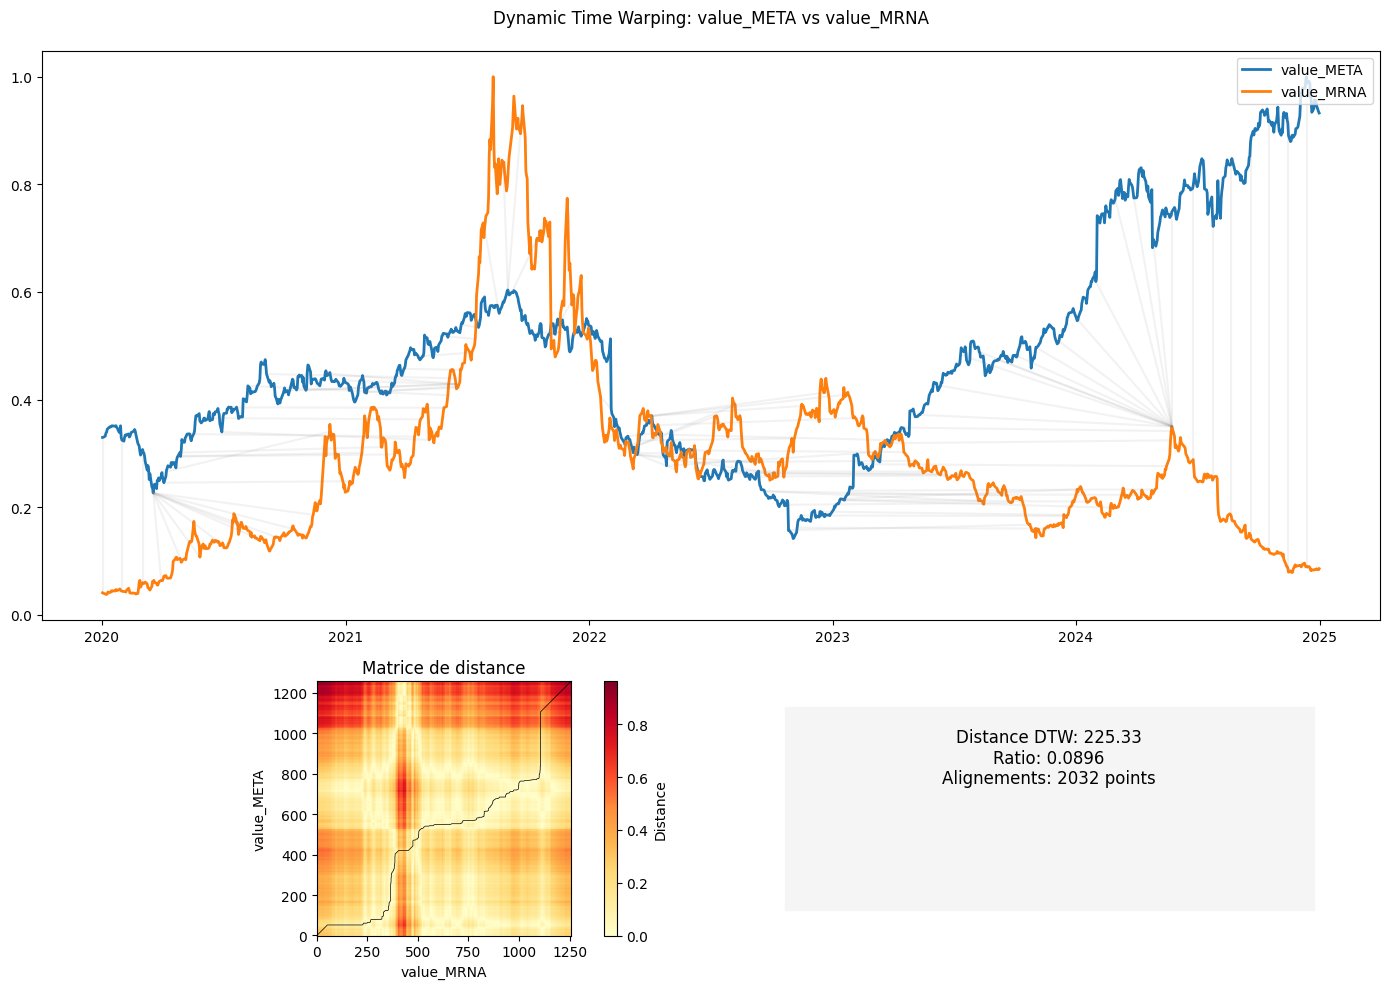 Dynamic Time Warping: value_META vs value_MRNA
value_META
value_MRNA
1.0
0.8
0.6
0.4
0.2
0.0
2020 2021 2022 2023 2024 2025
Matrice de distance
1200
1000
800
600
400
200
0
value_META
0 250 500 750 1000 1250
value_MRNA
0.8
0.6
0.4
0.2
0.0
Distance
Distance DTW: 225.33
Ratio: 0.0896
Alignements: 2032 points